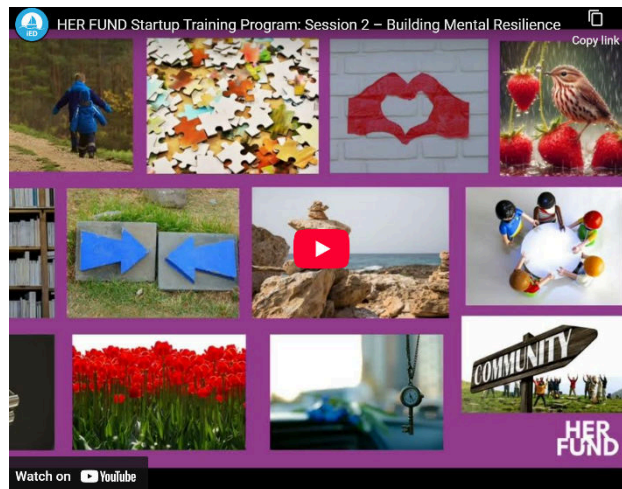 iED
HER FUND Startup Training Program: Session 2 – Building Mental Resilience
Copy link
COMMUNITY
HER
FUND
Watch on YouTube